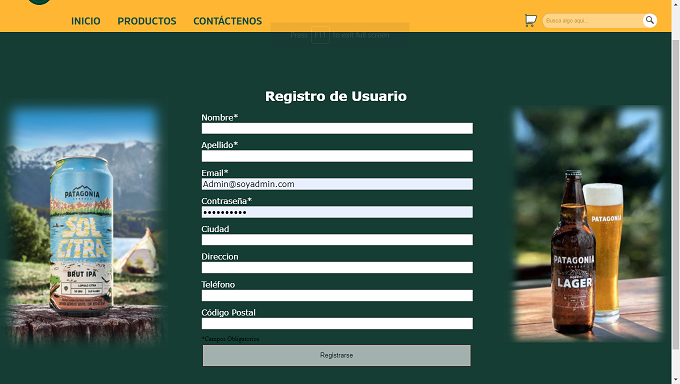 INICIO PRODUCTOS CONTÁCTENOS
Busca algo aqui...
Press F11 to exit full screen
Registro de Usuario
Nombre*
Apellido*
Email*
Admin@soyadmin.com
Contraseña*
••••••••••
Ciudad
Direccion
Teléfono
Código Postal
*Campos Obligatorios
Registrarse
PATAGONIA
SOL
CITRA
BRUT IPA
PATAGONIA
PATAGONIA
LAGER